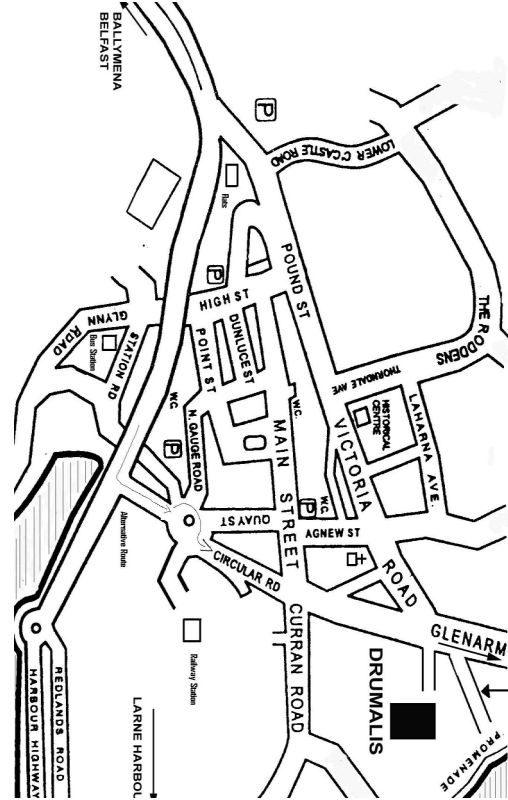 BALLYMENA
BELFAST
P
LOWER C'CASTLE ROAD
Flats
P
POUND ST
THE RODDENS
HIGH ST
GLYNN ROAD
Bus Station
STATION RD
POINT ST
DUNLUCE ST
THORNDALE AVE
W.C.
N. GAUGE ROAD
MAIN STREET
W.C.
HISTORICAL
CENTRE
LAHARNA AVE.
VICTORIA ROAD
P
P
W.C.
Alternative Route
QUAY ST
AGNEW ST
CIRCULAR RD
GLENARM
Railway Station
CURRAN ROAD
DRUMALIS
REDLANDS ROAD
HARBOUR HIGHWAY
LARNE HARBOU
PROMENADE